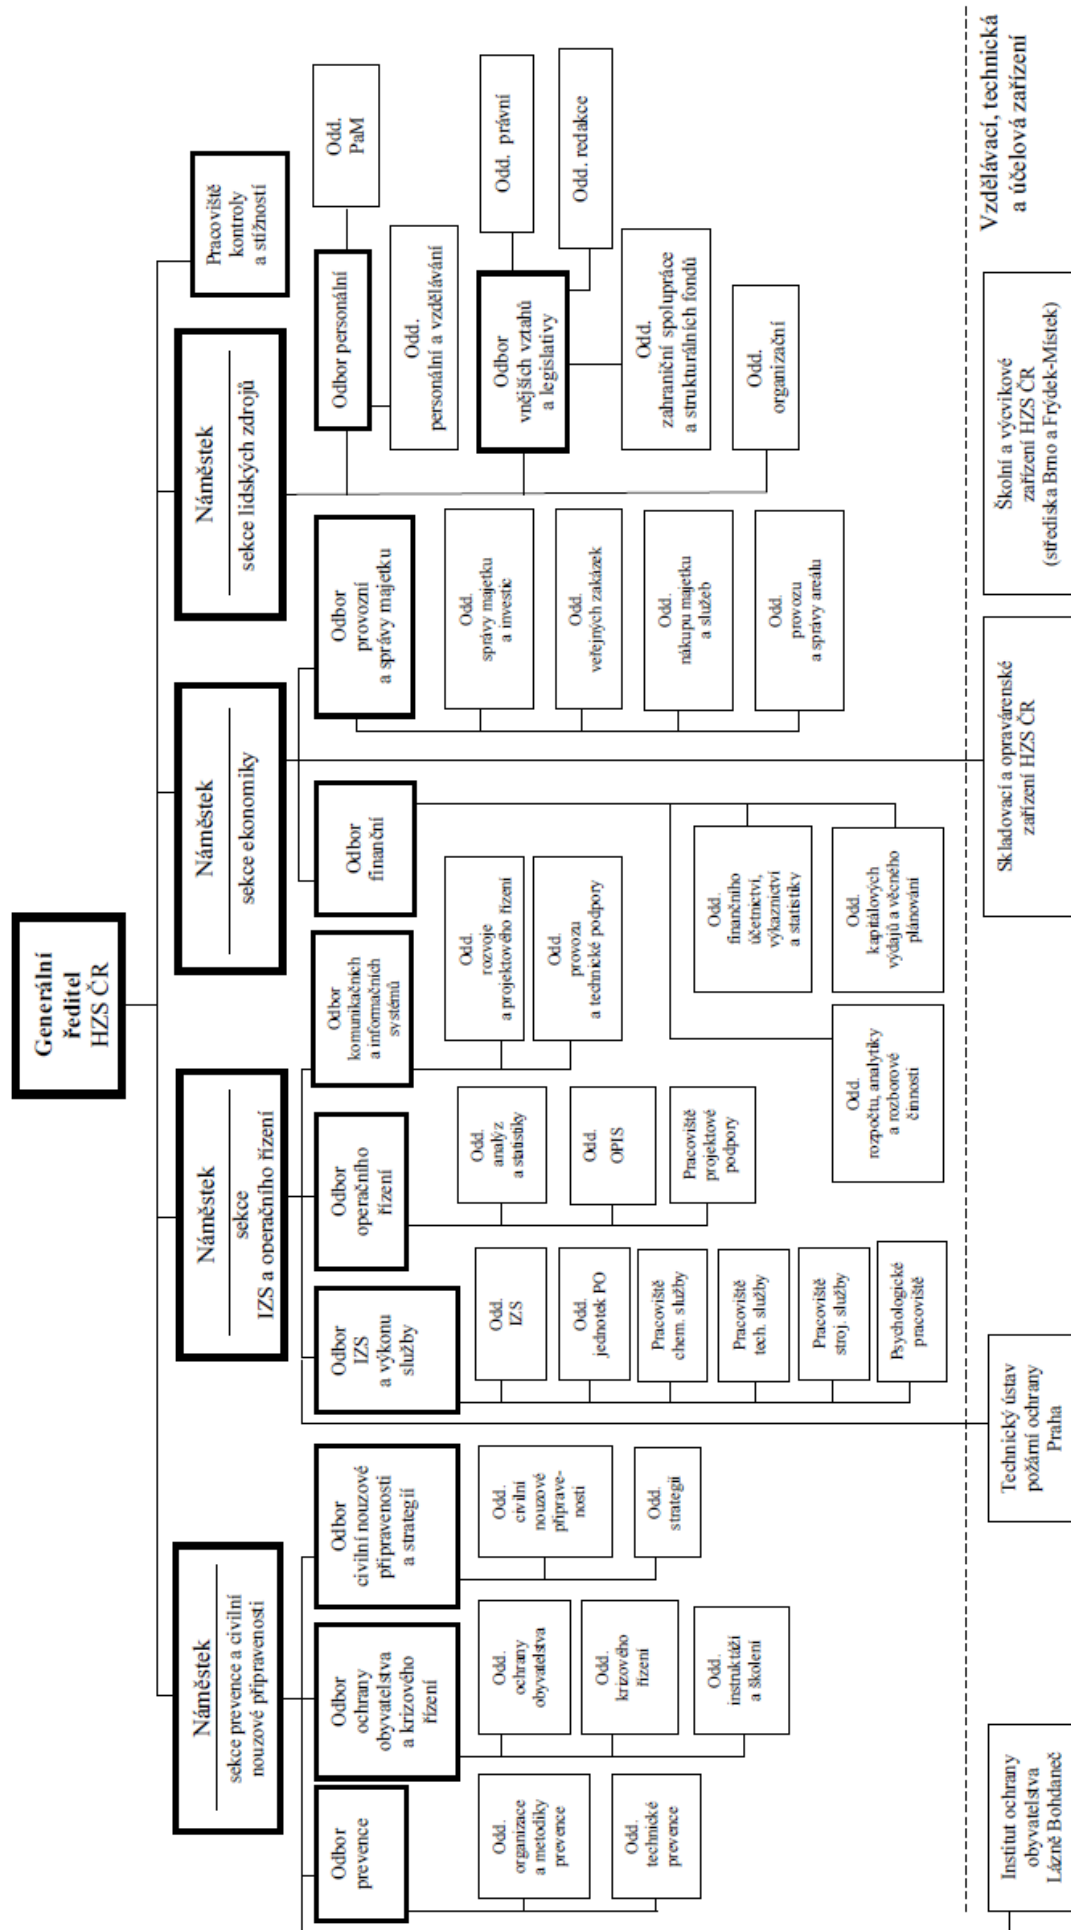 Generální
ředitel
HZS ČR
Náměstek
sekce prevence a civilní
nouzové připravenosti
Náměstek
sekce
IZS a operačního řízení
Náměstek
sekce ekonomiky
Náměstek
sekce lidských zdrojů
Pracoviště
kontroly
a stížností
Odbor
prevence
Odbor
ochrany
obyvatelstva
a krizového
řízení
Odbor
civilní nouzové
připravenosti
a strategií
Odbor
IZS
a výkonu
služby
Odbor
operačního
řízení
Odbor
komunikačních
a informačních
systémů
Odbor
finanční
Odbor
provozní
a správy majetku
Odbor personální
Odd.
PaM
Odd.
organizace
a metodiky
prevence
Odd.
technické
prevence
Odd.
ochrany
obyvatelstva
Odd.
krizového
řízení
Odd.
instruktáží
a školení
Odd.
civilní
nouzové
připrave-
nosti
Odd.
strategií
Odd.
IZS
Odd.
jednotek PO
Pracoviště
chem. služby
Pracoviště
tech. služby
Pracoviště
stroj. služby
Psychologické
pracoviště
Odd.
analýz
a statistiky
Odd.
OPIS
Pracoviště
projektové
podpory
Odd.
rozvoje
a projektového řízení
Odd.
provozu
a technické podpory
Odd.
rozpočtu, analytiky
a rozborové
činnosti
Odd.
finančního
účetnictví,
výkaznictví
a statistiky
Odd.
kapitálových
výdajů a věcného
plánování
Odd.
správy majetku
a investic
Odd.
veřejných zakázek
Odd.
nákupu majetku
a služeb
Odd.
provozu
a správy areálu
Odd.
personální a vzdělávání
Odbor
vnějších vztahů
a legislativy
Odd. právní
Odd. redakce
Odd.
zahraniční spolupráce
a strukturálních fondů
Odd.
organizační
Vzdělávací, technická
a účelová zařízení
Institut ochrany
obyvatelstva
Lázně Bohdaneč
Technický ústav
požární ochrany
Praha
Skladovací a opravárenské
zařízení HZS ČR
Školní a výcvikové
zařízení HZS ČR
(střediska Brno a Frýdek-Místek)